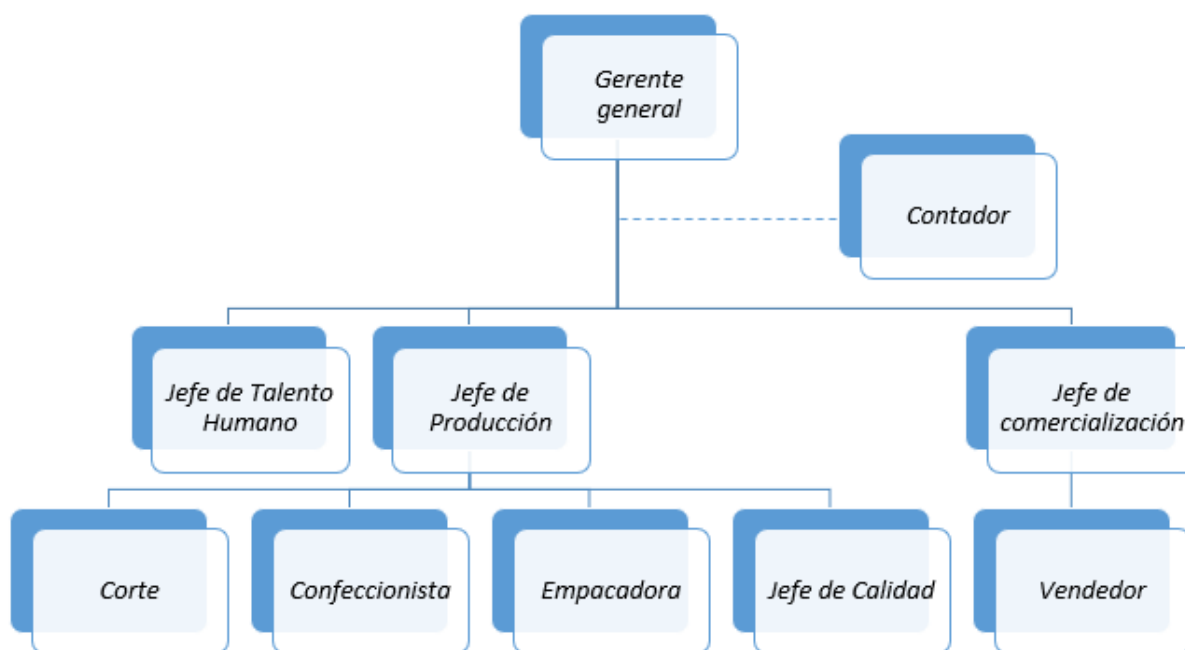 Gerente
general
Contador
Jefe de Talento
Humano
Jefe de
Producción
Jefe de
comercialización
Corte
Confeccionista
Empacadora
Jefe de Calidad
Vendedor